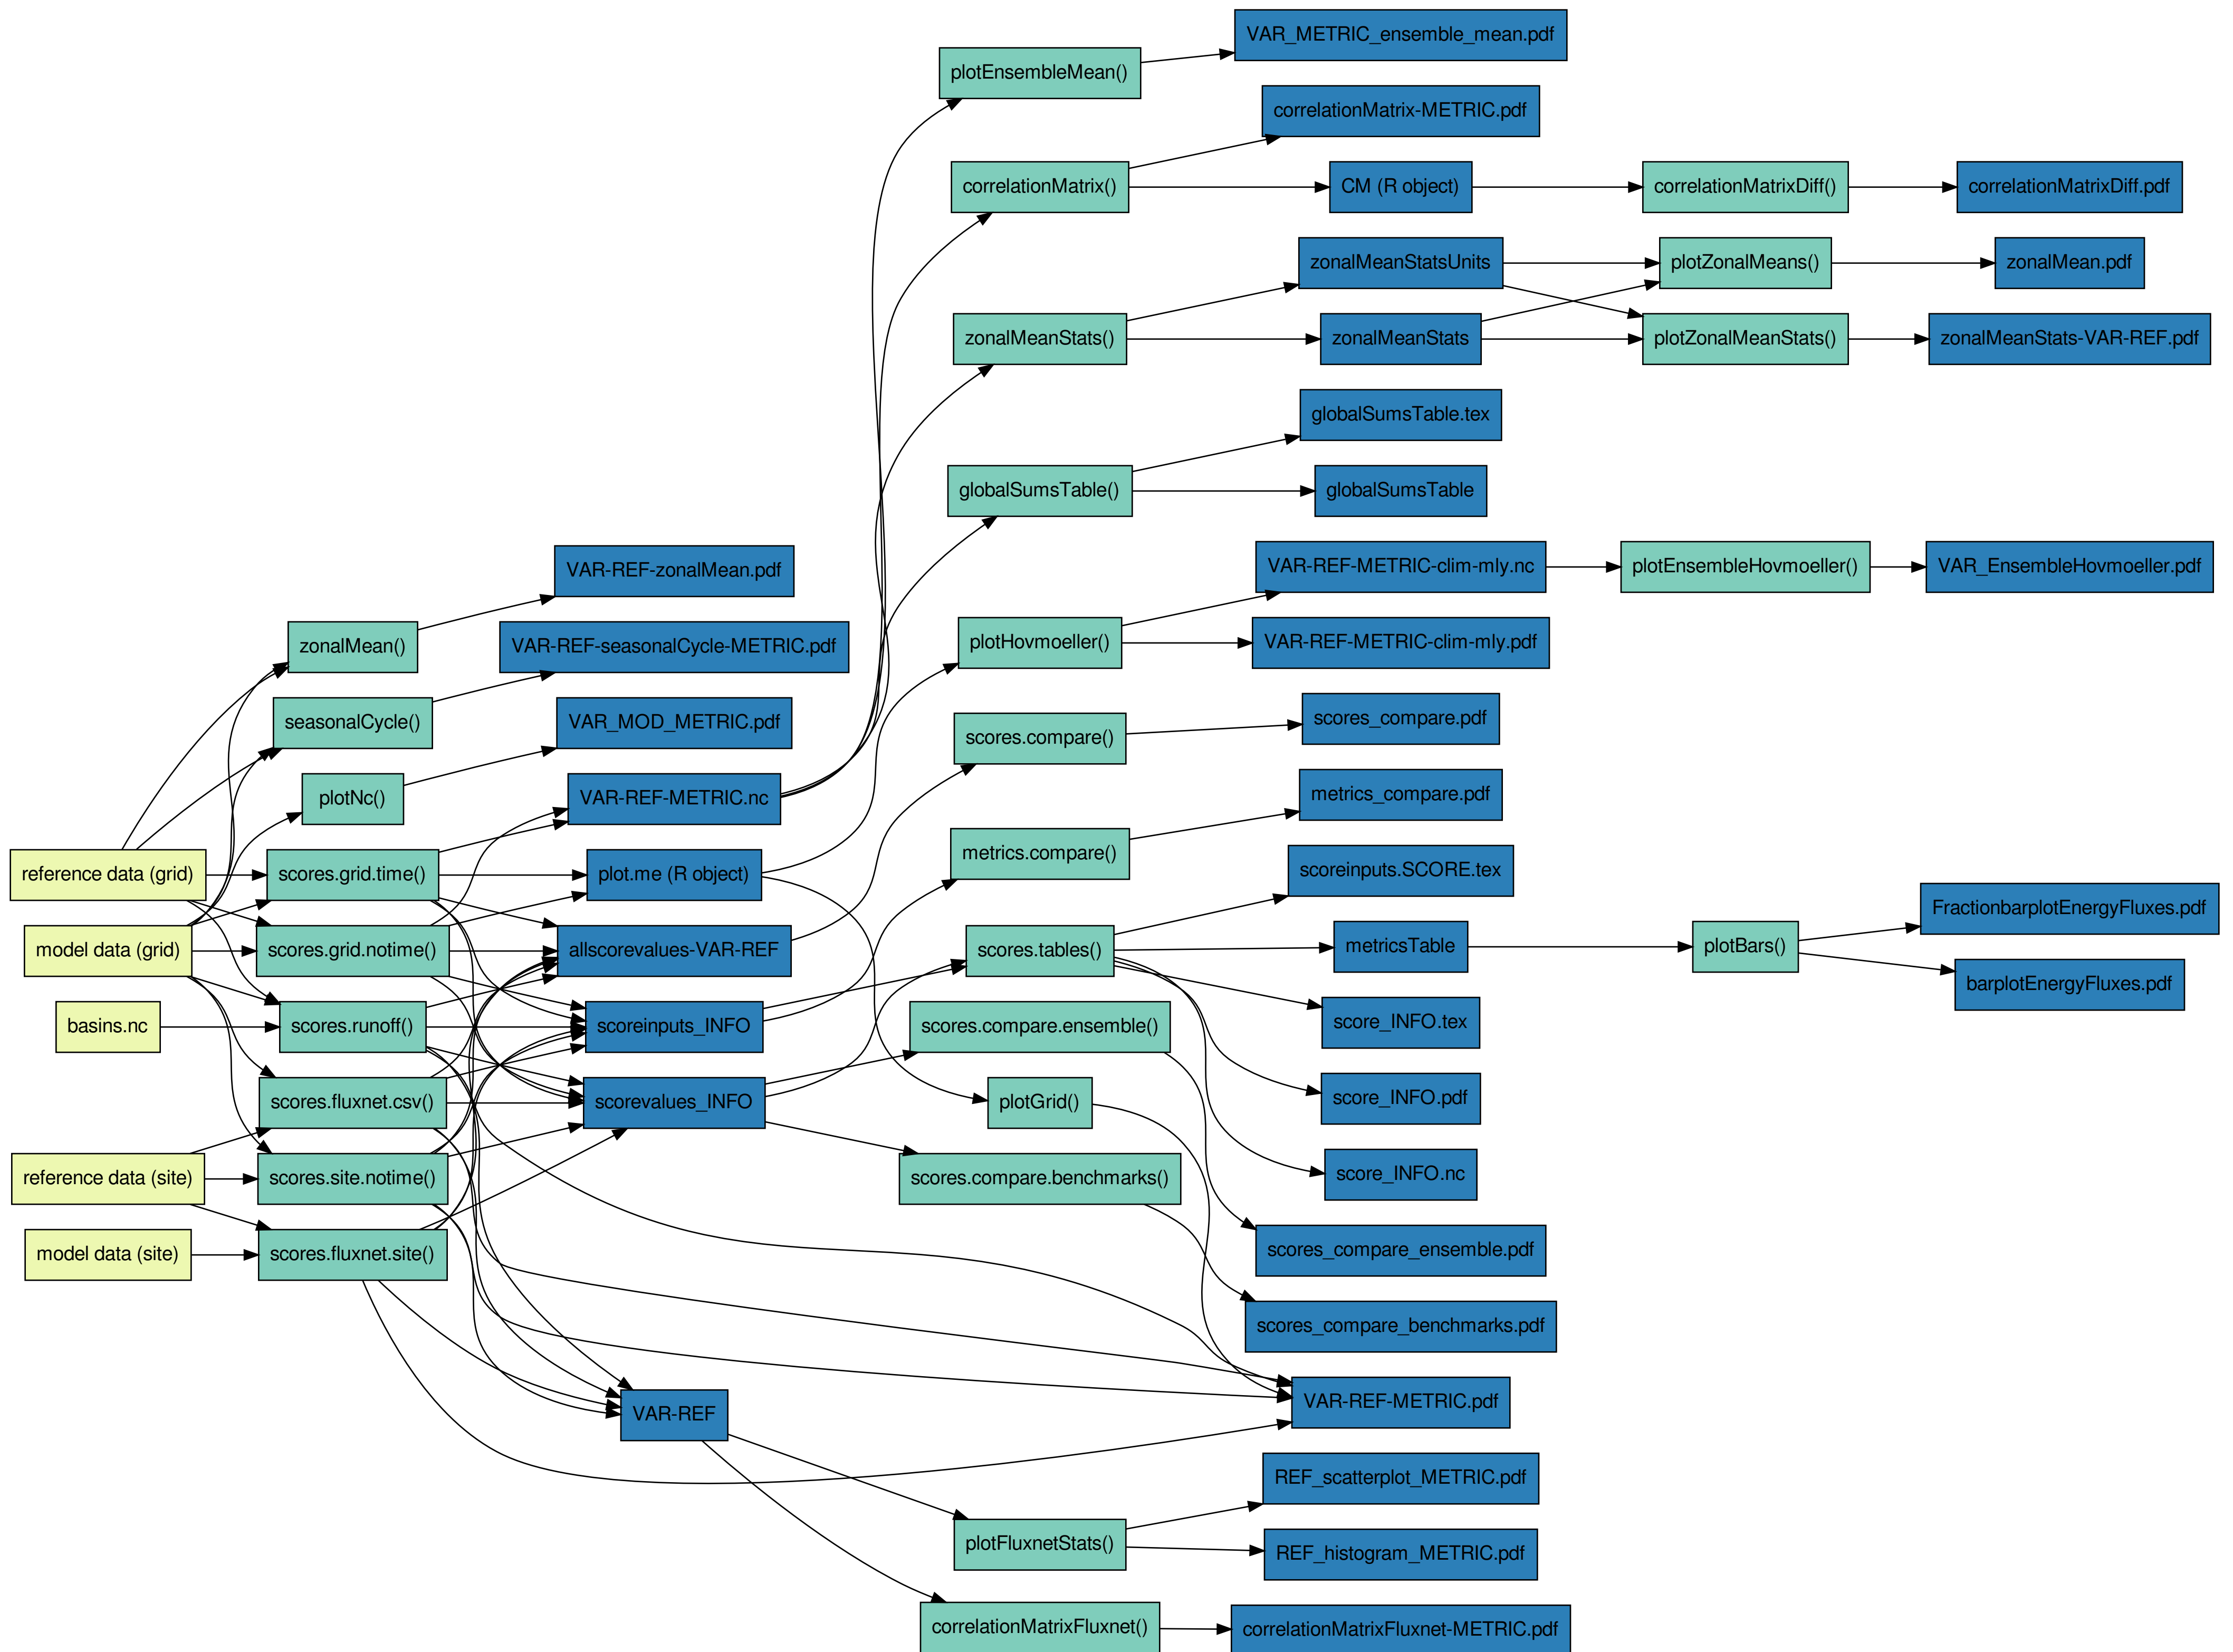 reference data (grid)
model data (grid)
basins.nc
reference data (site)
model data (site)
zonalMean()
seasonalCycle()
plotNc()
scores.grid.time()
scores.grid.notime()
scores.runoff()
scores.fluxnet.csv()
scores.site.notime()
scores.fluxnet.site()
VAR-REF-zonalMean.pdf
VAR-REF-seasonalCycle-METRIC.pdf
VAR_MOD_METRIC.pdf
VAR-REF-METRIC.nc
plot.me (R object)
allscorevalues-VAR-REF
scoreinputs_INFO
scorevalues_INFO
VAR-REF
plotEnsembleMean()
correlationMatrix()
zonalMeanStats()
globalSumsTable()
plotHovmoeller()
scores.compare()
metrics.compare()
scores.tables()
scores.compare.ensemble()
plotGrid()
scores.compare.benchmarks()
plotFluxnetStats()
correlationMatrixFluxnet()
VAR_METRIC_ensemble_mean.pdf
correlationMatrix-METRIC.pdf
CM (R object)
zonalMeanStatsUnits
zonalMeanStats
globalSumsTable.tex
globalSumsTable
VAR-REF-METRIC-clim-mly.nc
VAR-REF-METRIC-clim-mly.pdf
scores_compare.pdf
metrics_compare.pdf
scoreinputs.SCORE.tex
metricsTable
score_INFO.tex
score_INFO.pdf
score_INFO.nc
scores_compare_ensemble.pdf
scores_compare_benchmarks.pdf
VAR-REF-METRIC.pdf
REF_scatterplot_METRIC.pdf
REF_histogram_METRIC.pdf
correlationMatrixFluxnet-METRIC.pdf
correlationMatrixDiff()
plotZonalMeans()
plotZonalMeanStats()
plotEnsembleHovmoeller()
plotBars()
correlationMatrixDiff.pdf
zonalMean.pdf
zonalMeanStats-VAR-REF.pdf
VAR_EnsembleHovmoeller.pdf
FractionbarplotEnergyFluxes.pdf
barplotEnergyFluxes.pdf